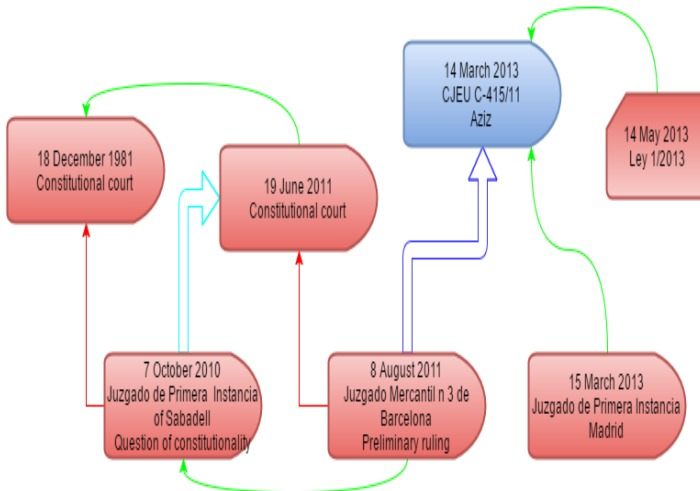 14 March 2013
CJEU C-415/11
Aziz
14 May 2013
Ley 1/2013
18 December 1981
Constitutional court
19 June 2011
Constitutional court
7 October 2010
Juzgado de Primera Instancia
of Sabadell
Question of constitutionality
8 August 2011
Juzgado Mercantil n 3 de
Barcelona
Preliminary ruling
15 March 2013
Juzgado de Primera Instancia
Madrid